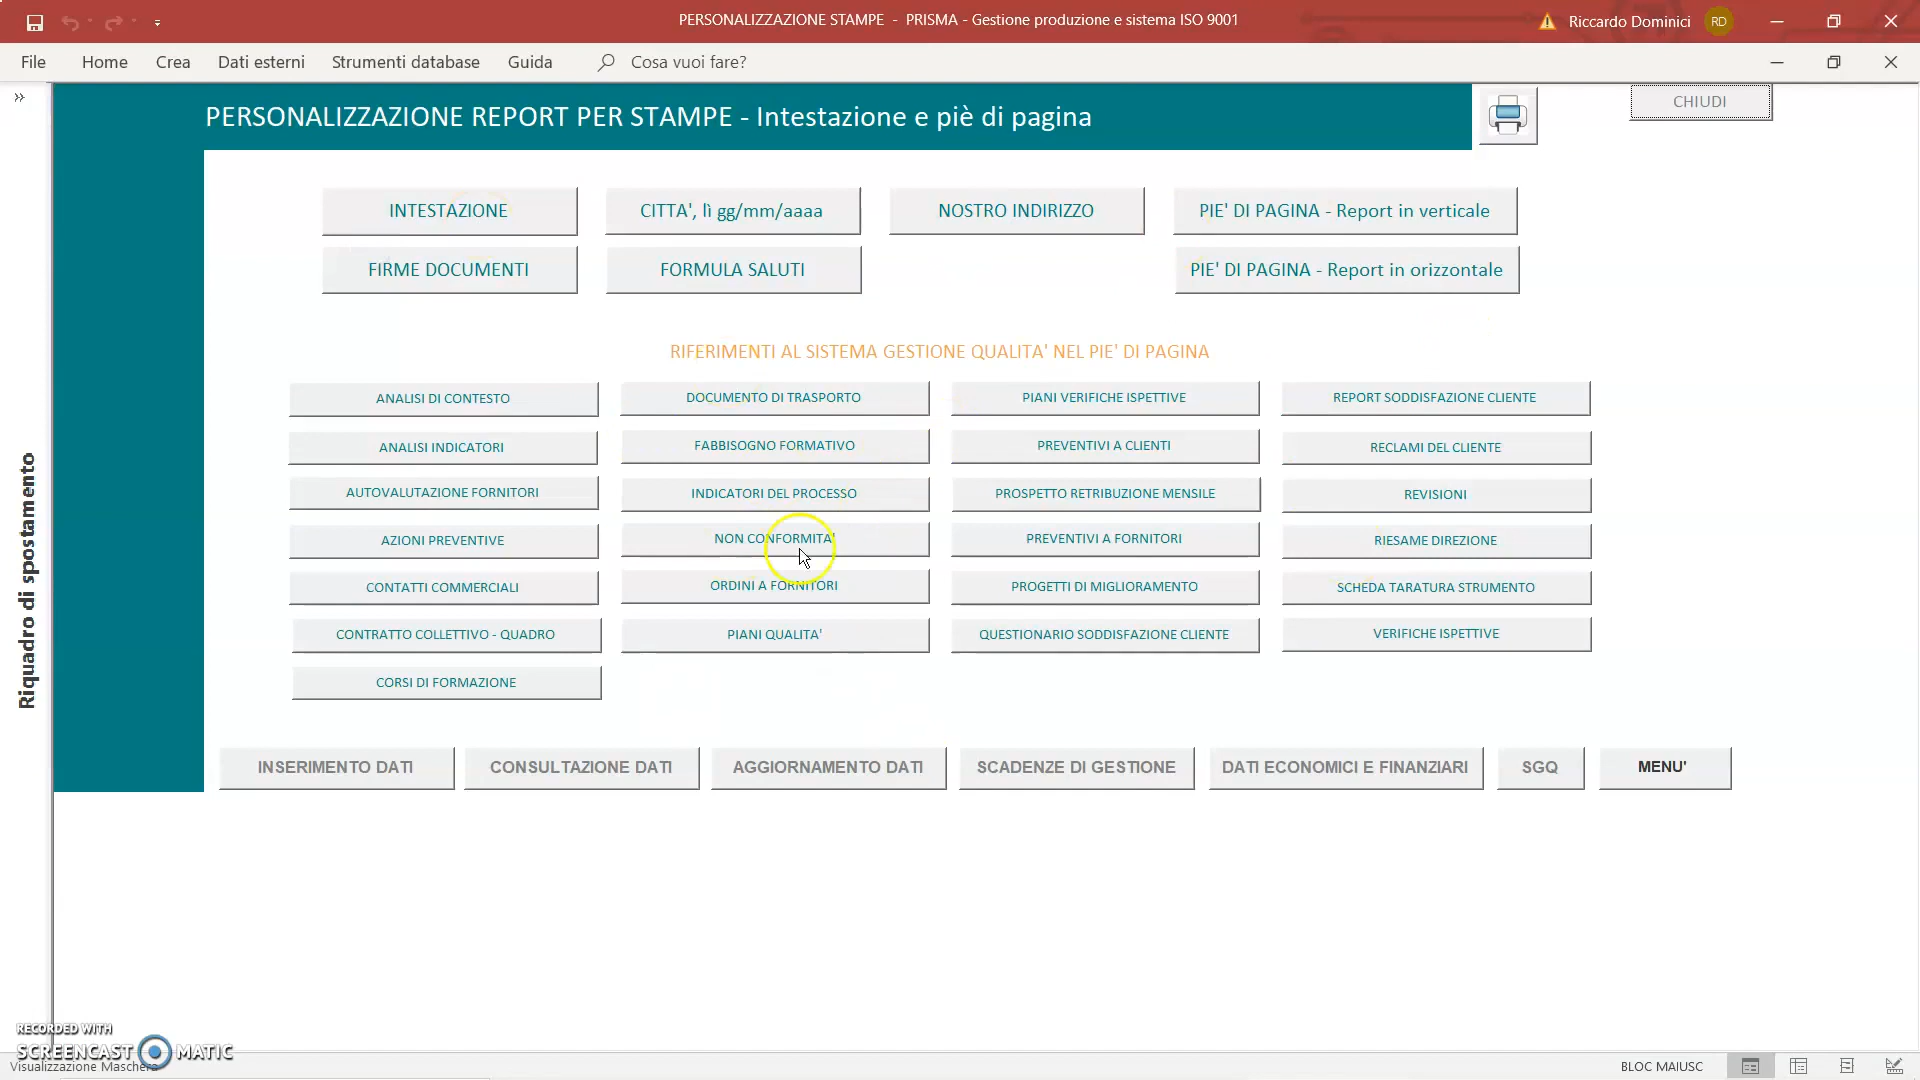 PERSONALIZZAZIONE STAMPE - PRISMA - Gestione produzione e sistema ISO 9001
Riccardo Dominici
RD
File
Home
Crea
Dati esterni
Strumenti database
Guida
Cosa vuoi fare?
PERSONALIZZAZIONE REPORT PER STAMPE - Intestazione e piè di pagina
CHIUDI
INTESTAZIONE
CITTA', lì gg/mm/aaaa
NOSTRO INDIRIZZO
PIE' DI PAGINA - Report in verticale
FIRME DOCUMENTI
FORMULA SALUTI
PIE' DI PAGINA - Report in orizzontale
RIFERIMENTI AL SISTEMA GESTIONE QUALITA' NEL PIE' DI PAGINA
ANALISI DI CONTESTO
DOCUMENTO DI TRASPORTO
PIANI VERIFICHE ISPETTIVE
REPORT SODDISFAZIONE CLIENTE
ANALISI INDICATORI
FABBISOGNO FORMATIVO
PREVENTIVI A CLIENTI
RECLAMI DEL CLIENTE
AUTOVALUTAZIONE FORNITORI
INDICATORI DEL PROCESSO
PROSPETTO RETRIBUZIONE MENSILE
REVISIONI
AZIONI PREVENTIVE
NON CONFORMITA'
PREVENTIVI A FORNITORI
RIESAME DIREZIONE
CONTATTI COMMERCIALI
ORDINI A FORNITORI
PROGETTI DI MIGLIORAMENTO
SCHEDA TARATURA STRUMENTO
CONTRATTO COLLETTIVO - QUADRO
PIANI QUALITA'
QUESTIONARIO SODDISFAZIONE CLIENTE
VERIFICHE ISPETTIVE
CORSI DI FORMAZIONE
INSERIMENTO DATI
CONSULTAZIONE DATI
AGGIORNAMENTO DATI
SCADENZE DI GESTIONE
DATI ECONOMICI E FINANZIARI
SGQ
MENU'
Riquadro di spostamento
RECORDED WITH
SCREENCAST MATIC
Visualizzazione Maschera
BLOC MAIUSC